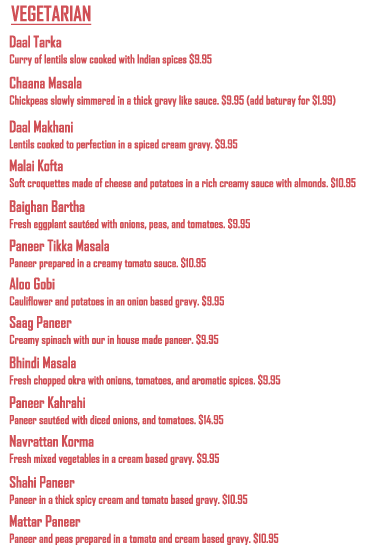 VEGETARIAN
Daal Tarka
Curry of lentils slow cooked with Indian spices $9.95
Chaana Masala
Chickpeas slowly simmered in a thick gravy like sauce. $9.95 (add baturay for $1.99)
Daal Makhani
Lentils cooked to perfection in a spiced cream gravy. $9.95
Malai Kofta
Soft croquettes made of cheese and potatoes in a rich creamy sauce with almonds. $10.95
Baighan Bartha
Fresh eggplant sautéed with onions, peas, and tomatoes. $9.95
Paneer Tikka Masala
Paneer prepared in a creamy tomato sauce. $10.95
Aloo Gobi
Cauliflower and potatoes in an onion based gravy. $9.95
Saag Paneer
Creamy spinach with our in house made paneer. $9.95
Bhindi Masala
Fresh chopped okra with onions, tomatoes, and aromatic spices. $9.95
Paneer Kahrahi
Paneer sautéed with diced onions, and tomatoes. $14.95
Navrattan Korma
Fresh mixed vegetables in a cream based gravy. $9.95
Shahi Paneer
Paneer in a thick spicy cream and tomato based gravy. $10.95
Mattar Paneer
Paneer and peas prepared in a tomato and cream based gravy. $10.95